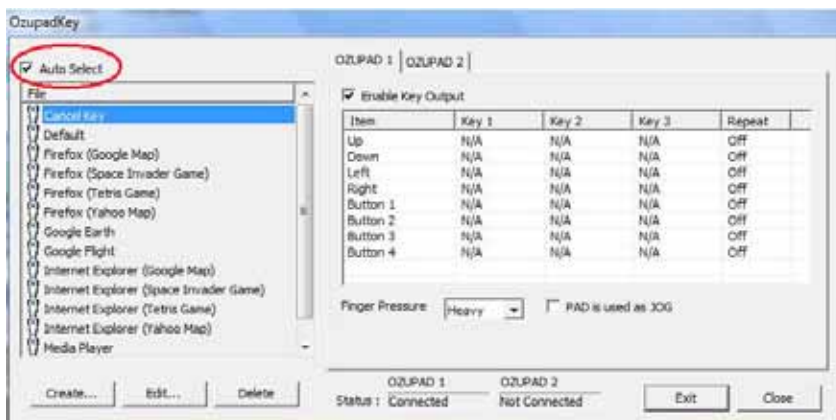 OzupadKey
Auto Select
File
Cancel Key
Default
Firefox (Google Map)
Firefox (Space Invader Game)
Firefox (Tetris Game)
Firefox (Yahoo Map)
Google Earth
Google Flight
Internet Explorer (Google Map)
Internet Explorer (Space Invader Game)
Internet Explorer (Tetris Game)
Internet Explorer (Yahoo Map)
Media Player
Create... Edit... Delete
OZUPAD 1 OZUPAD 2
Enable Key Output
Item Key 1 Key 2 Key 3 Repeat
Up N/A N/A N/A Off
Down N/A N/A N/A Off
Left N/A N/A N/A Off
Right N/A N/A N/A Off
Button 1 N/A N/A N/A Off
Button 2 N/A N/A N/A Off
Button 3 N/A N/A N/A Off
Button 4 N/A N/A N/A Off
Finger Pressure Heavy PAD is used as JOG
OZUPAD 1 OZUPAD 2
Status : Connected Not Connected
Exit Close